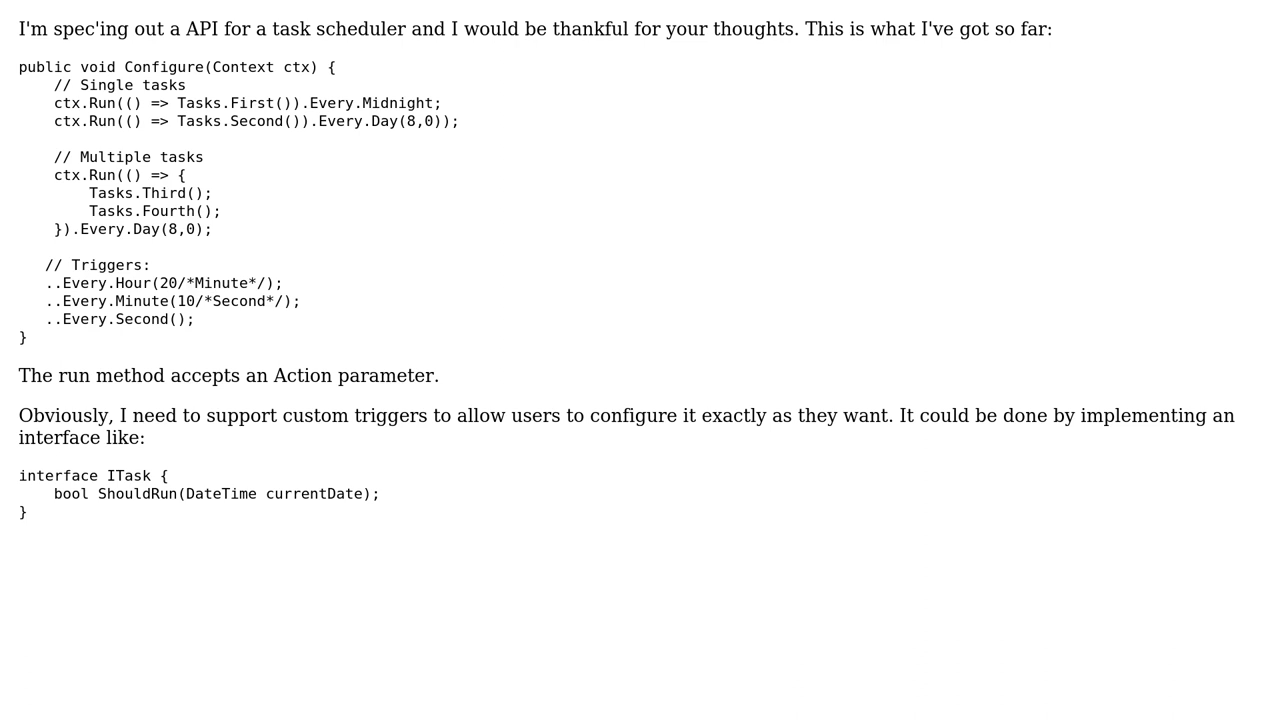 I'm spec'ing out a API for a task scheduler and I would be thankful for your thoughts. This is what I've got so far:
public void Configure(Context ctx) {
    // Single tasks
    ctx.Run(() => Tasks.First()).Every.Midnight;
    ctx.Run(() => Tasks.Second()).Every.Day(8,0));

    // Multiple tasks
    ctx.Run(() => {
        Tasks.Third();
        Tasks.Fourth();
    }).Every.Day(8,0);

   // Triggers:
   ..Every.Hour(20/*Minute*/);
   ..Every.Minute(10/*Second*/);
   ..Every.Second();
}
The run method accepts an Action parameter.
Obviously, I need to support custom triggers to allow users to configure it exactly as they want. It could be done by implementing an
interface like:
interface ITask {
    bool ShouldRun(DateTime currentDate);
}